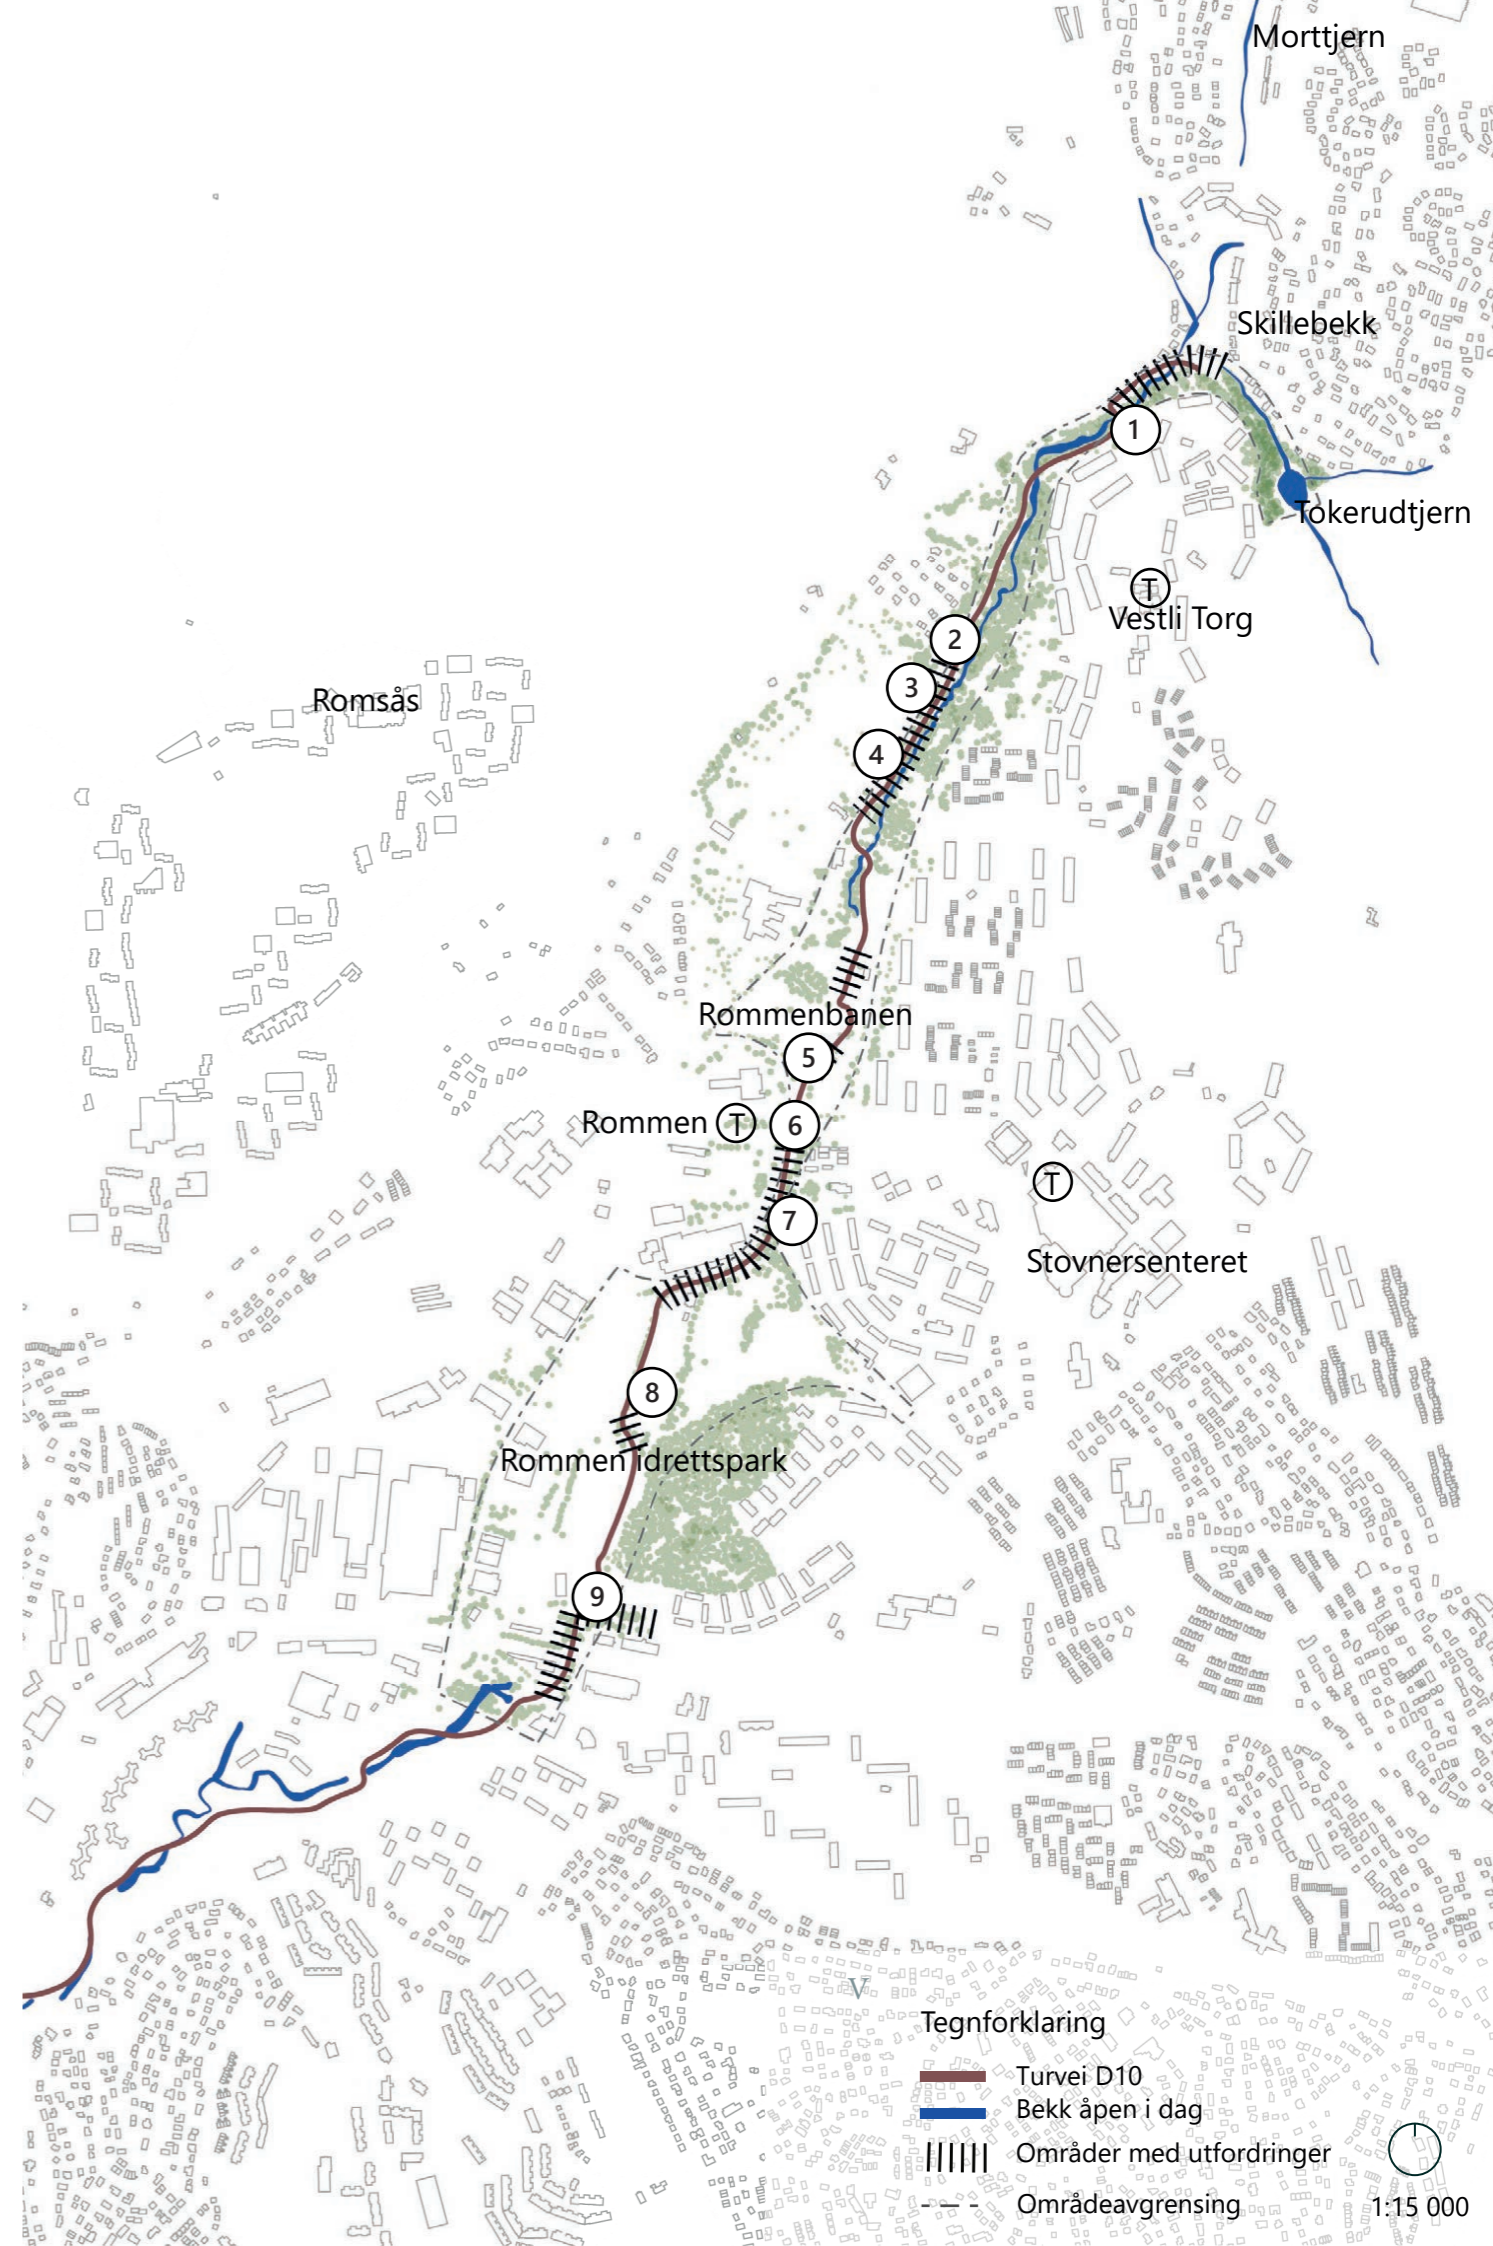 Morttjern
Skillebekk
1
Tokerudtjern
T
Vestli Torg
2
3
Romsås
4
Rommenbanen
5
Rommen T
6
T
7
Stovnersenteret
8
Rommen idrettspark
9
V
Tegnforklaring
Turvei D10
Bekk åpen i dag
Områder med utfordringer
Områdeavgrensing
1:15 000